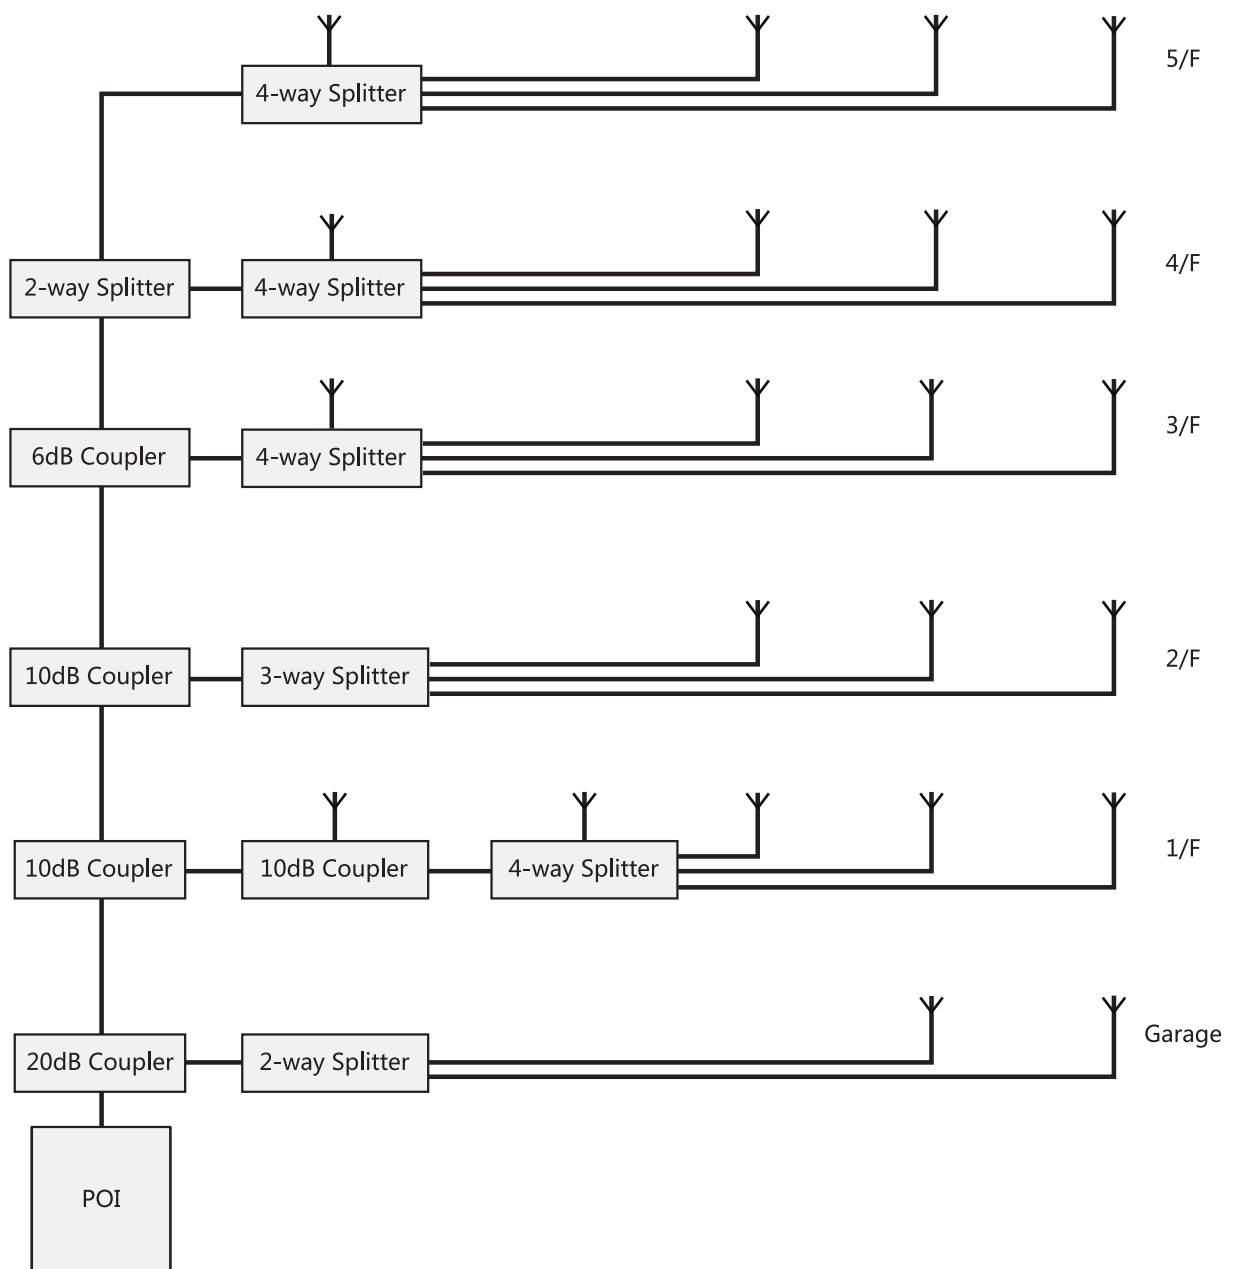 4-way Splitter
5/F
2-way Splitter
4-way Splitter
4/F
6dB Coupler
4-way Splitter
3/F
10dB Coupler
3-way Splitter
2/F
10dB Coupler
10dB Coupler
4-way Splitter
1/F
20dB Coupler
2-way Splitter
Garage
POI